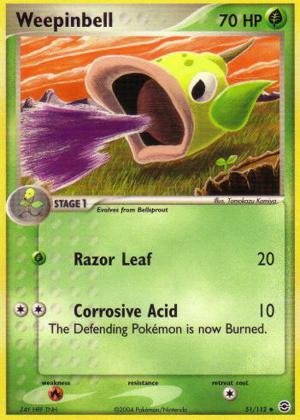 Weepinbell 70 HP
Illus. Tomokazu Komiya
STAGE 1
Evolves from Bellsprout
Razor Leaf 20
Corrosive Acid 10
The Defending Pokémon is now Burned.
weakness resistance retreat cost
©2004 Pokémon/Nintendo 51/112